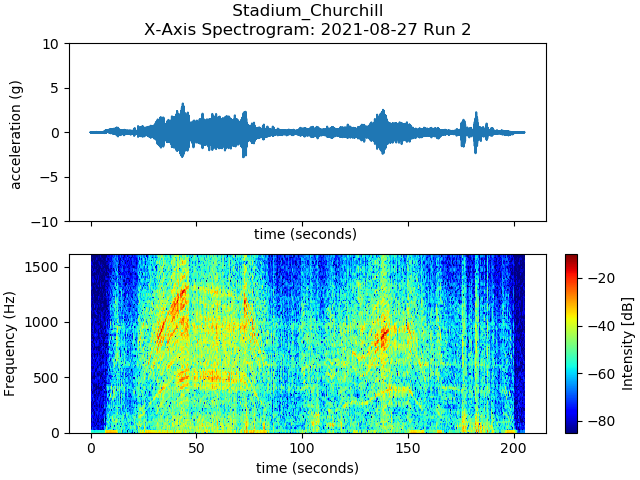 Stadium_Churchill
X-Axis Spectrogram: 2021-08-27 Run 2
10
5
0
−5
−10
acceleration (g)
time (seconds)
1500
1000
500
0
Frequency (Hz)
0 50 100 150 200
time (seconds)
−20
−40
−60
−80
Intensity [dB]